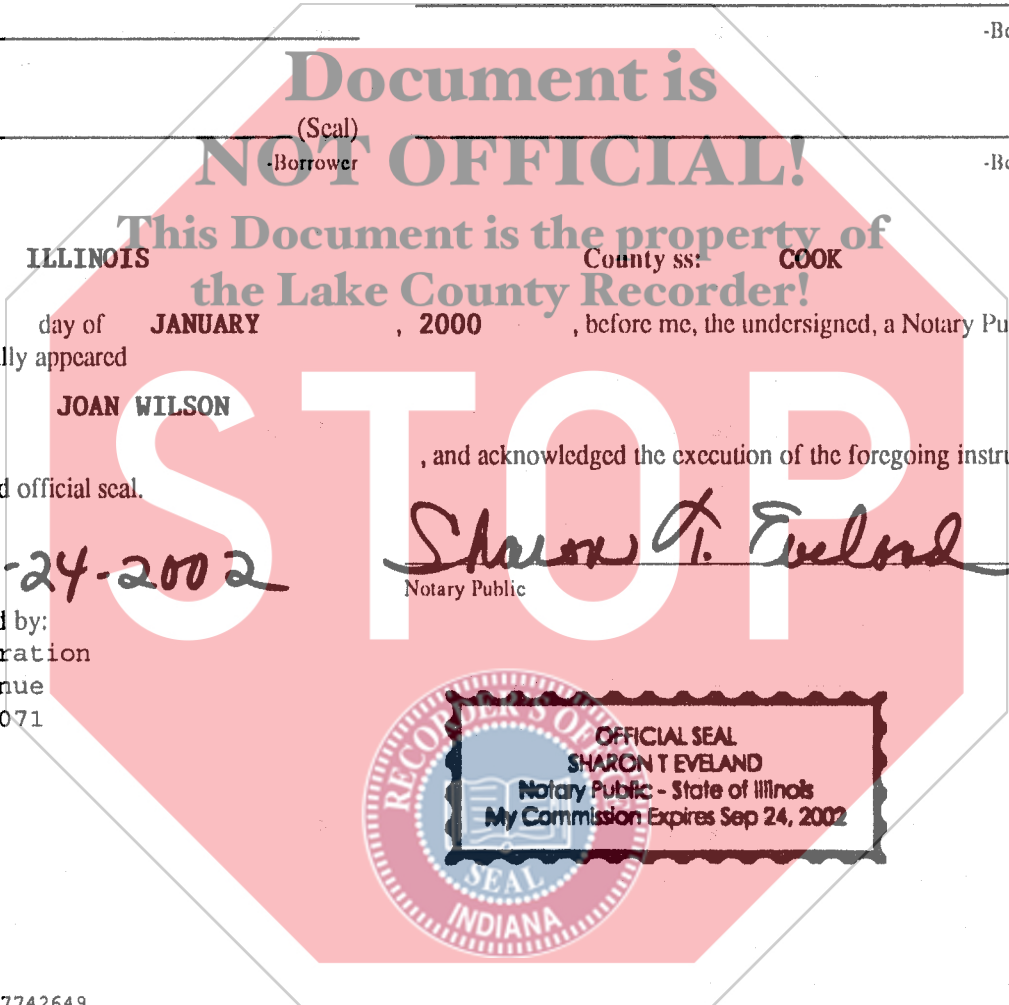 -Bo
Document is
(Seal)
-Borrower
-Bo
NOT OFFICIAL!
This Document is the property of
ILLINOIS County ss: COOK
the Lake County Recorder!
day of JANUARY , 2000 , before me, the undersigned, a Notary Pu
lly appeared
JOAN WILSON
STOP
, and acknowledged the execution of the foregoing instru
d official seal.
-24-2002 Sharon T. Eveland
Notary Public
d by:
ration
nue
071
RECORDER'S OFFICE
SEAL
INDIANA
OFFICIAL SEAL
SHARON T EVELAND
Notary Public - State of Illinois
My Commission Expires Sep 24, 2002
7742649